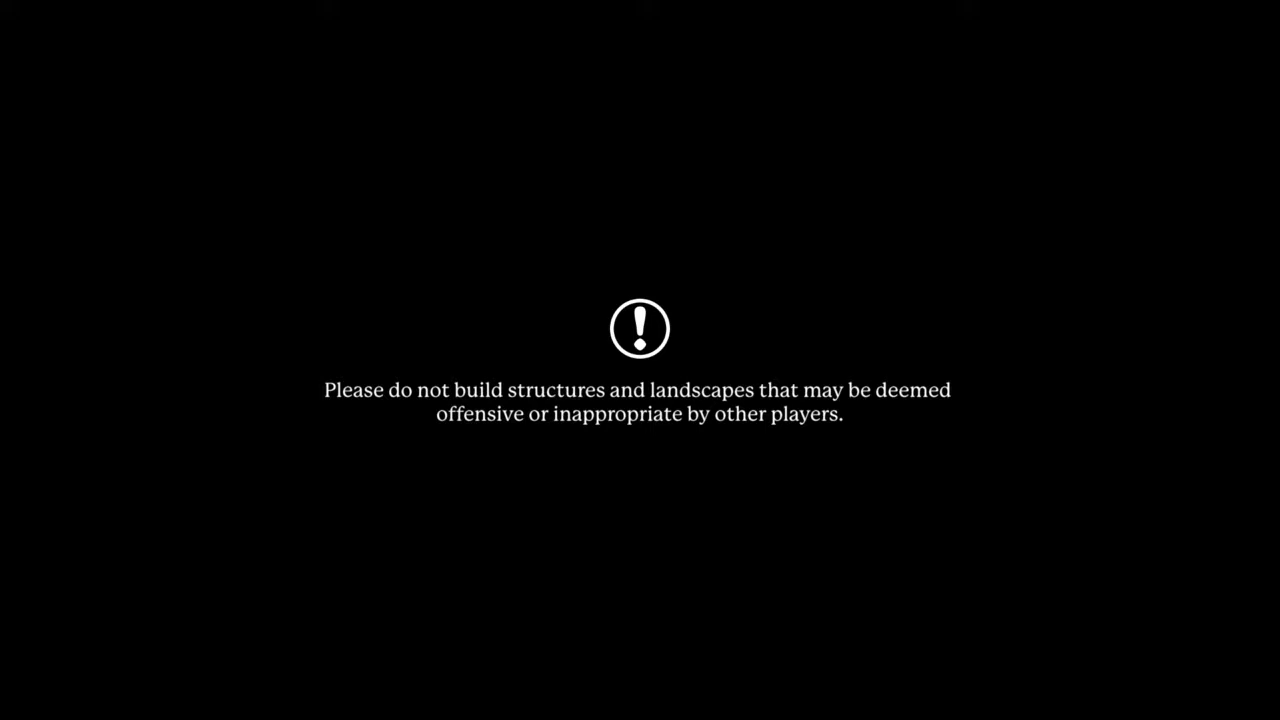 Please do not build structures and landscapes that may be deemed
offensive or inappropriate by other players.